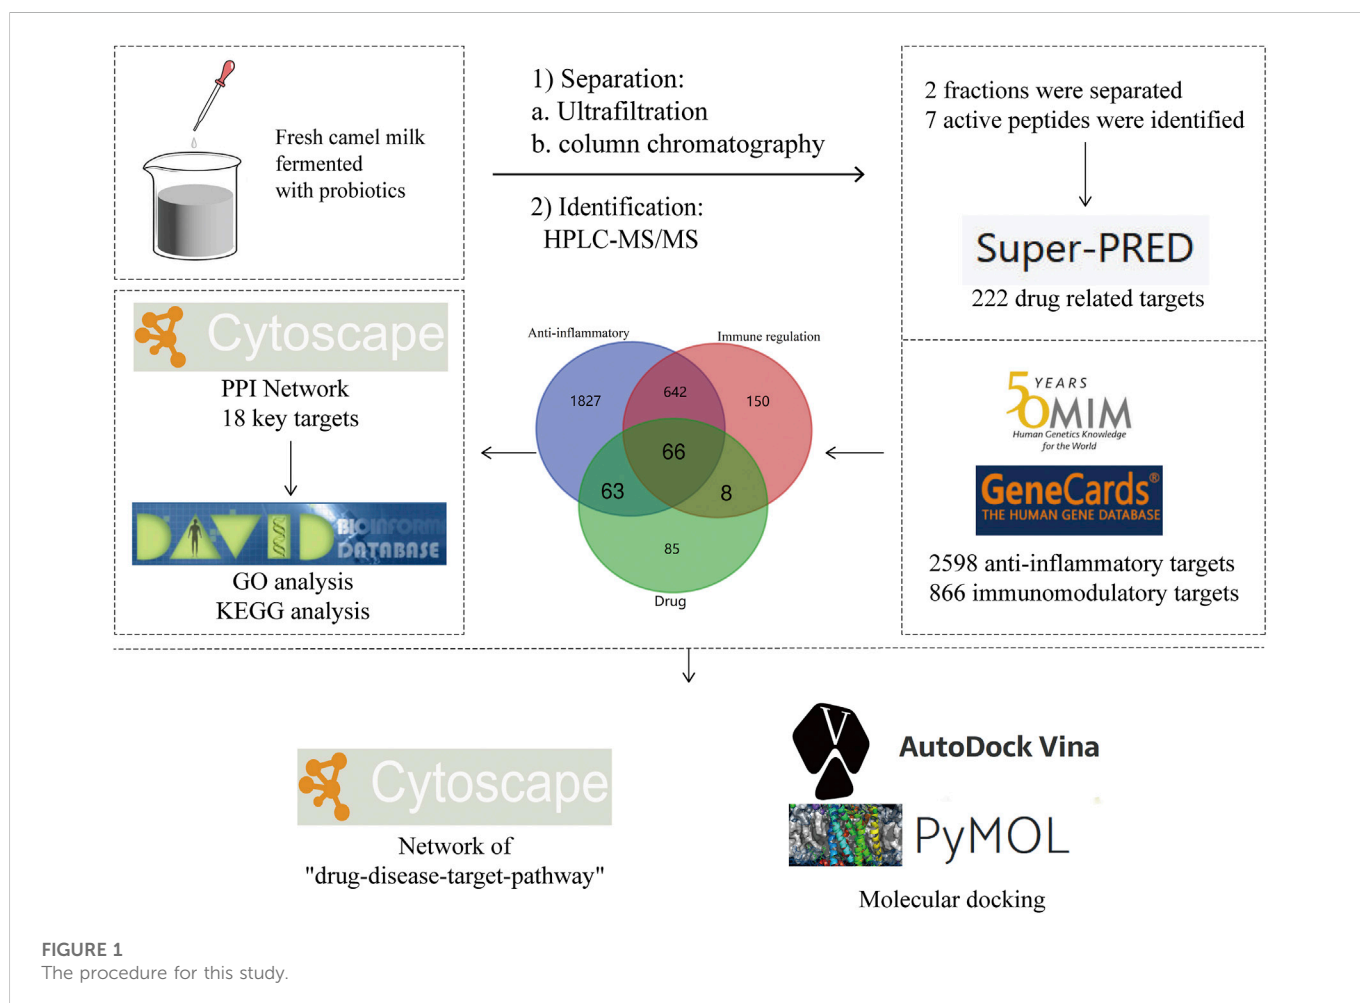 Fresh camel milk
fermented
with probiotics
1) Separation:
a. Ultrafiltration
b. column chromatography
2) Identification:
HPLC-MS/MS
2 fractions were separated
7 active peptides were identified
Super-PRED
222 drug related targets
50 YEARS
OMIM
Human Genetics Knowledge
for the World
GeneCards®
THE HUMAN GENE DATABASE
2598 anti-inflammatory targets
866 immunomodulatory targets
Anti-inflammatory
Immune regulation
1827
642
150
66
63
8
85
Drug
Cytoscape
PPI Network
18 key targets
DAVID
BIOINFORM
DATABASE
GO analysis
KEGG analysis
Cytoscape
Network of
"drug-disease-target-pathway"
V
AutoDock Vina
PyMOL
Molecular docking
FIGURE 1
The procedure for this study.